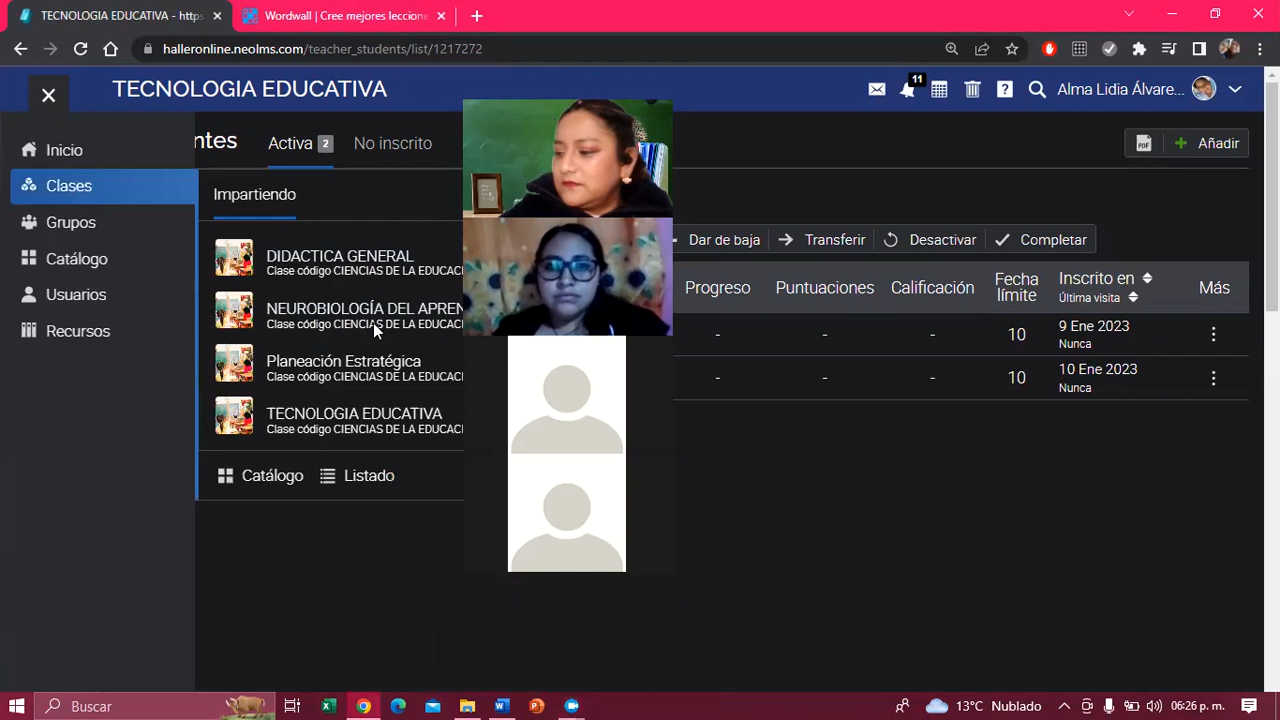 TECNOLOGIA EDUCATIVA - https
Wordwall | Cree mejores leccione
halleronline.neolms.com/teacher_students/list/1217272
TECNOLOGIA EDUCATIVA
11
Alma Lidia Álvare...
Inicio
Clases
Grupos
Catálogo
Usuarios
Recursos
ntes
Activa 2
No inscrito
PDF
Añadir
Impartiendo
DIDACTICA GENERAL
Clase código CIENCIAS DE LA EDUCACI
NEUROBIOLOGÍA DEL APREN
Clase código CIENCIAS DE LA EDUCACI
Planeación Estratégica
Clase código CIENCIAS DE LA EDUCACI
TECNOLOGIA EDUCATIVA
Clase código CIENCIAS DE LA EDUCACI
Catálogo
Listado
Dar de baja
Transferir
Desactivar
Completar
Progreso
Puntuaciones
Calificación
Fecha límite
Inscrito en
Última visita
Más
-
-
-
10
9 Ene 2023
Nunca
-
-
-
10
10 Ene 2023
Nunca
Buscar
13°C Nublado
06:26 p. m.